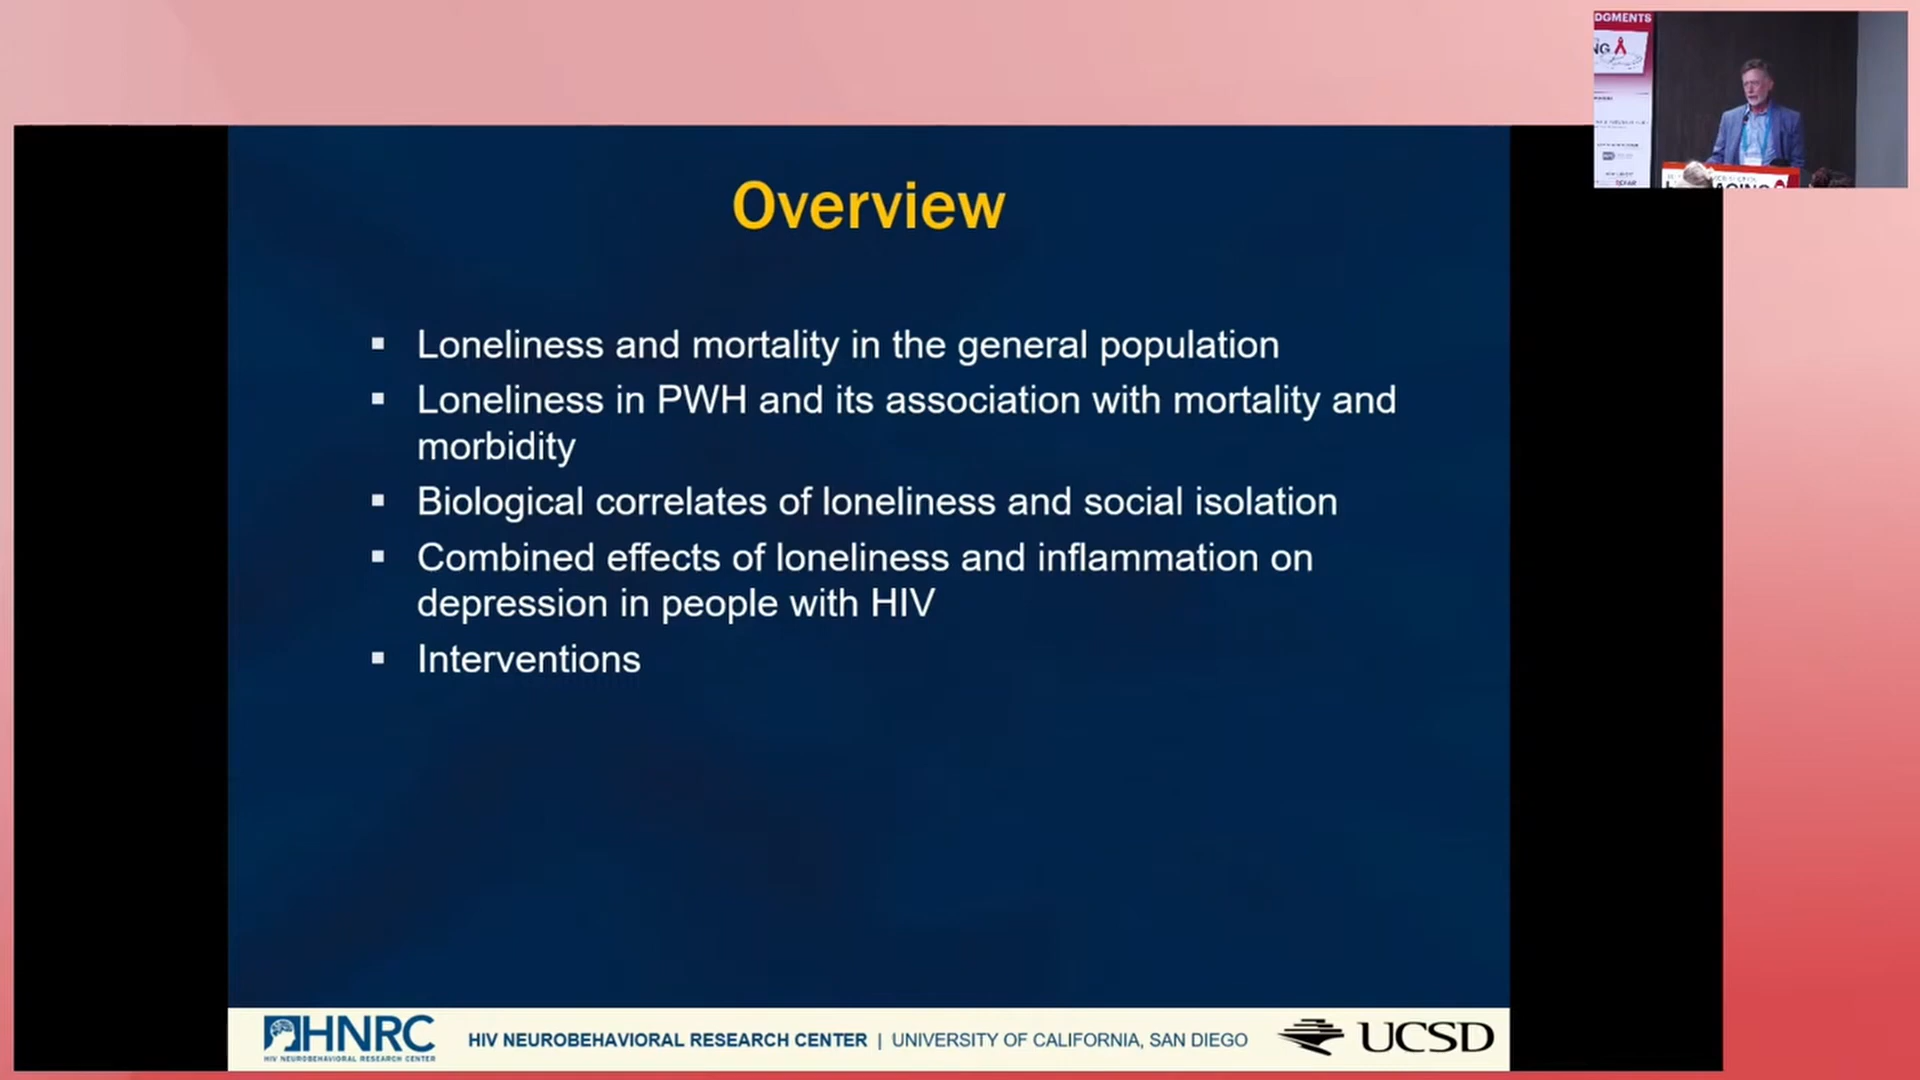 DGMENTS
NG
Overview
Loneliness and mortality in the general population
Loneliness in PWH and its association with mortality and
morbidity
Biological correlates of loneliness and social isolation
Combined effects of loneliness and inflammation on
depression in people with HIV
Interventions
HNRC
HIV NEUROBEHAVIORAL RESEARCH CENTER
HIV NEUROBEHAVIORAL RESEARCH CENTER | UNIVERSITY OF CALIFORNIA, SAN DIEGO
UCSD